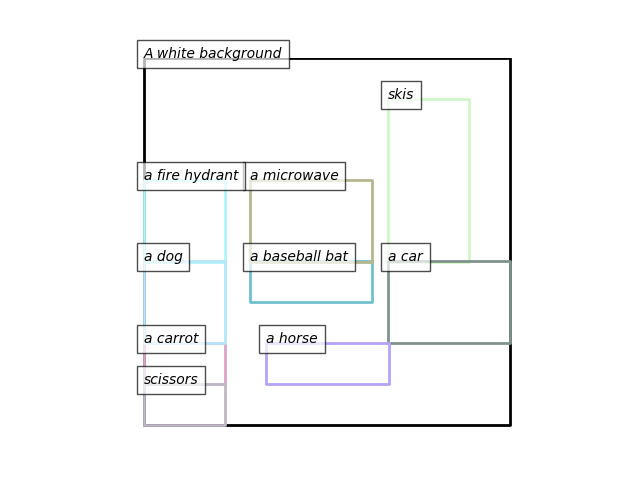 A white background
skis
a fire hydrant
a microwave
a dog
a baseball bat
a car
a carrot
a horse
scissors